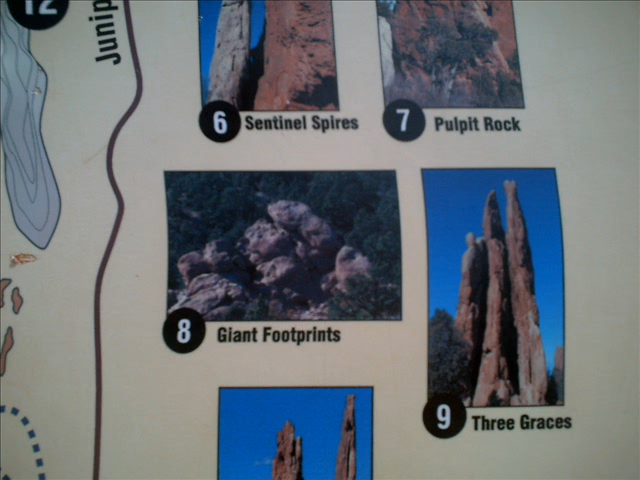 12
Junip
6 Sentinel Spires
7 Pulpit Rock
8 Giant Footprints
9 Three Graces